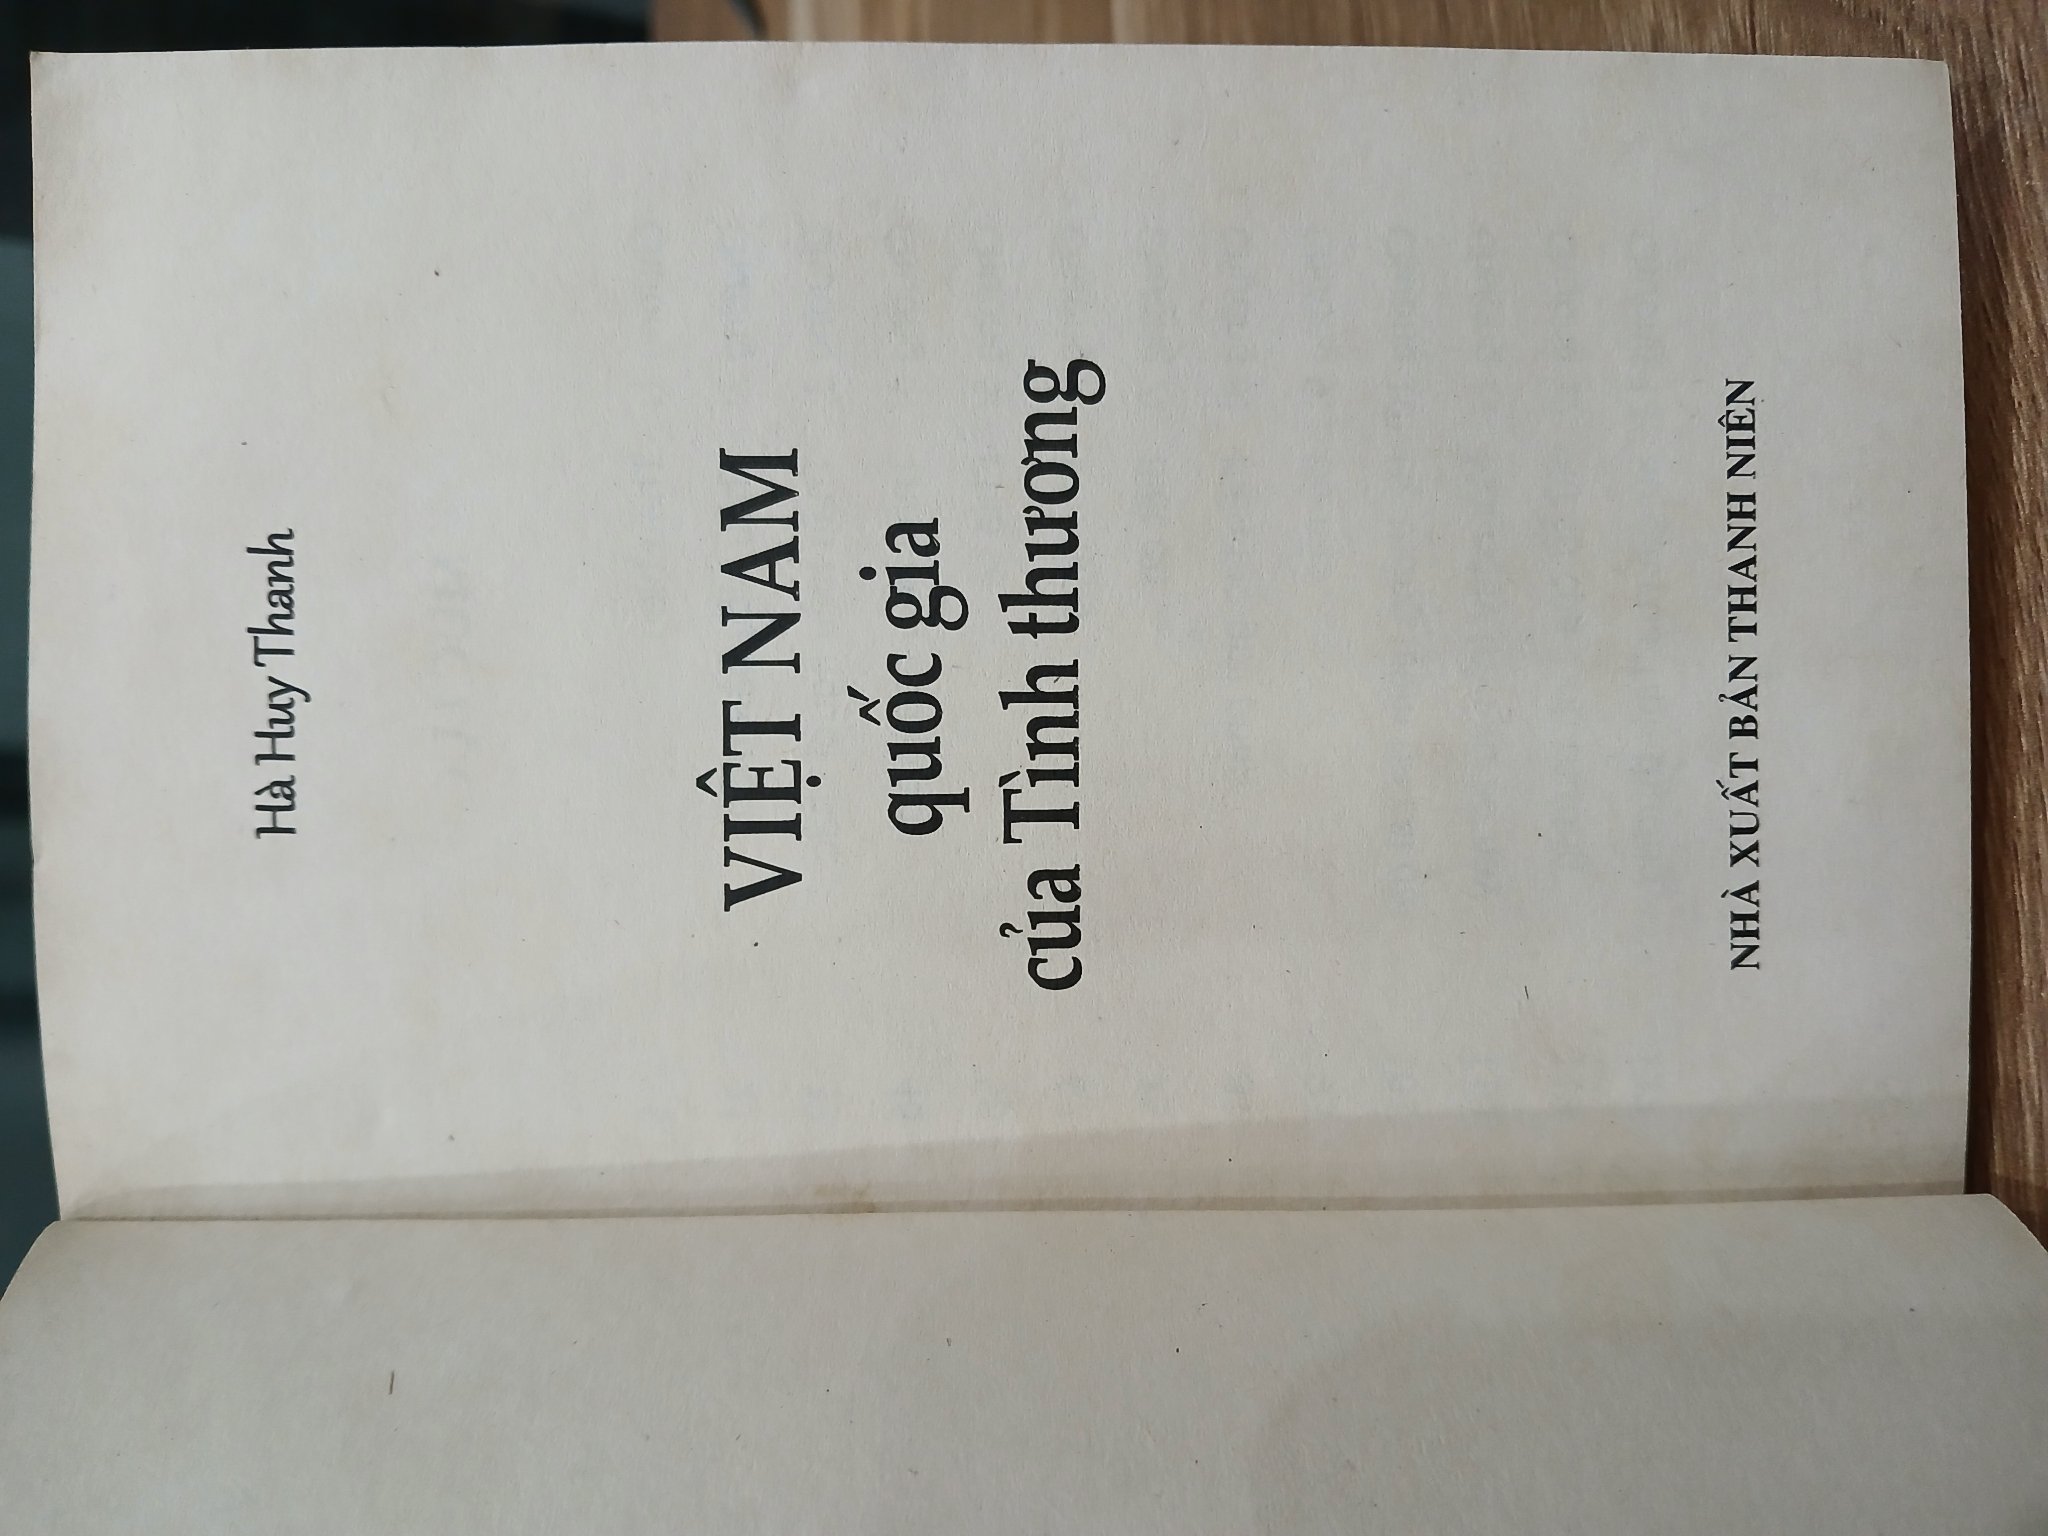 Hà Huy Thanh
VIỆT NAM
quốc gia
của Tình thương
NHÀ XUẤT BẢN THANH NIÊN